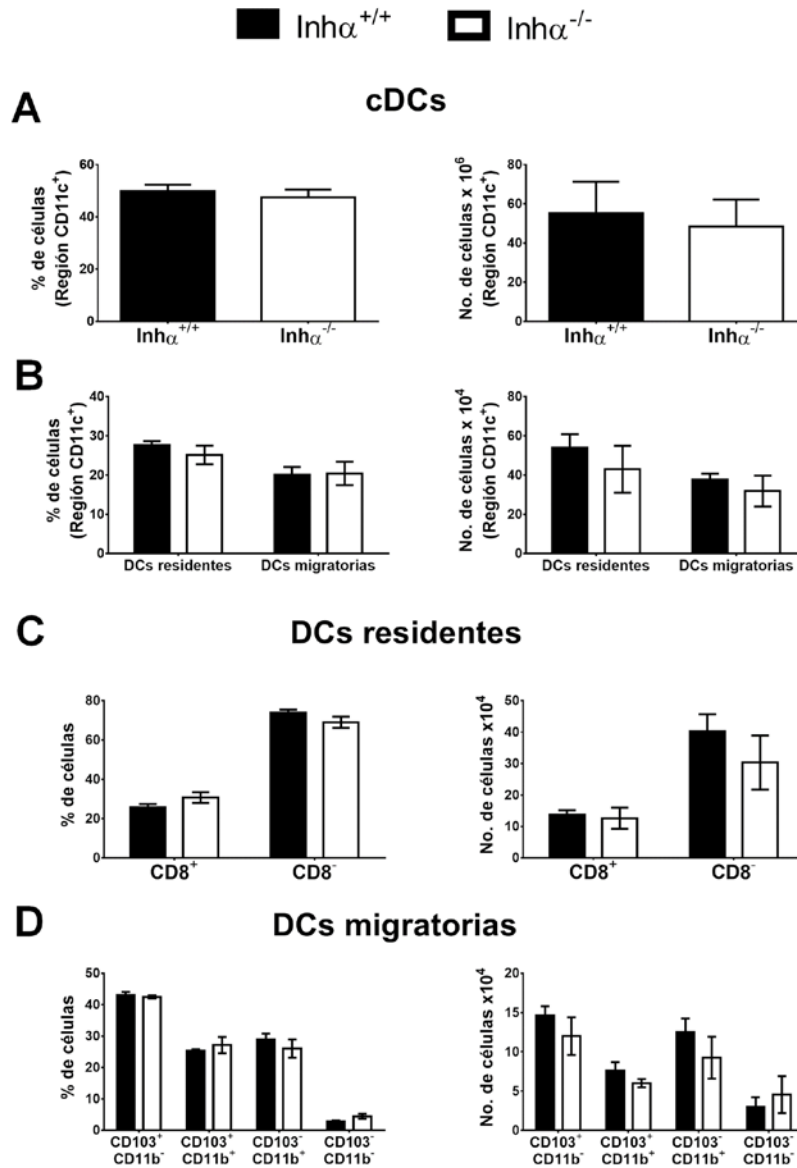 Inhα+/+ Inhα-/-
A
cDCs
% de células
(Región CD11c+)
60
40
20
0
Inhα+/+ Inhα-/-
No. de células x 10^6
(Región CD11c+)
80
60
40
20
0
Inhα+/+ Inhα-/-
B
% de células
(Región CD11c+)
40
30
20
10
0
DCs residentes DCs migratorias
No. de células x 10^4
(Región CD11c+)
80
60
40
20
0
DCs residentes DCs migratorias
C
DCs residentes
% de células
80
60
40
20
0
CD8+ CD8-
No. de células x10^4
50
40
30
20
10
0
CD8+ CD8-
D
DCs migratorias
% de células
50
40
30
20
10
0
CD103+ CD103+ CD103- CD103-
CD11b- CD11b+ CD11b+ CD11b-
No. de células x10^4
20
15
10
5
0
CD103+ CD103+ CD103- CD103-
CD11b- CD11b+ CD11b+ CD11b-